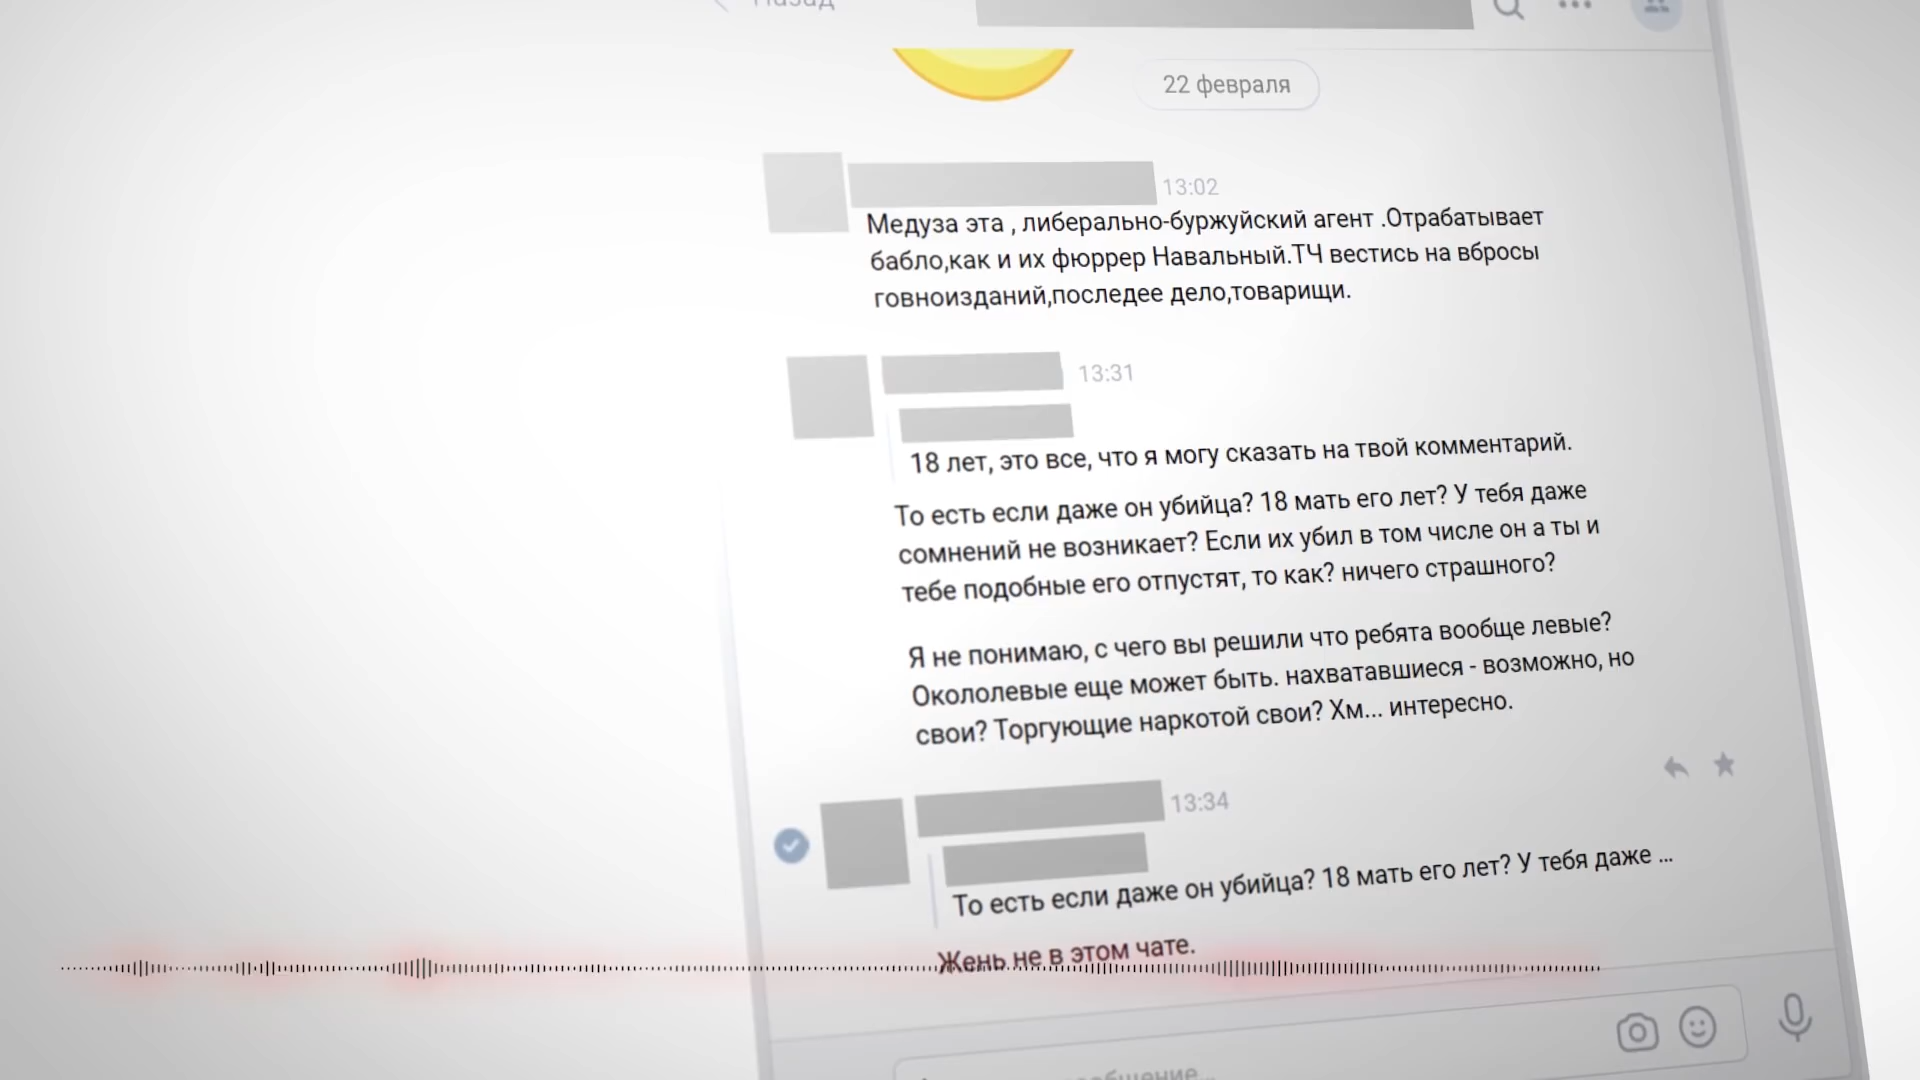 Назад
22 февраля
13:02
Медуза эта , либерально-буржуйский агент .Отрабатывает
бабло,как и их фюррер Навальный.ТЧ вестись на вбросы
говноизданий,последее дело,товарищи.
13:31
18 лет, это все, что я могу сказать на твой комментарий.
То есть если даже он убийца? 18 мать его лет? У тебя даже
сомнений не возникает? Если их убил в том числе он а ты и
тебе подобные его отпустят, то как? ничего страшного?
Я не понимаю, с чего вы решили что ребята вообще левые?
Окололевые еще может быть. нахватавшиеся - возможно, но
свои? Торгующие наркотой свои? Хм... интересно.
13:34
То есть если даже он убийца? 18 мать его лет? У тебя даже ...
Жень не в этом чате.